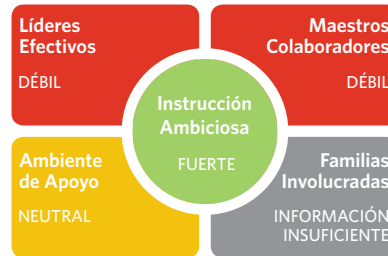 Líderes
Efectivos
DÉBIL
Maestros
Colaboradores
DÉBIL
Instrucción
Ambiciosa
FUERTE
Ambiente
de Apoyo
NEUTRAL
Familias
Involucradas
INFORMACIÓN
INSUFICIENTE